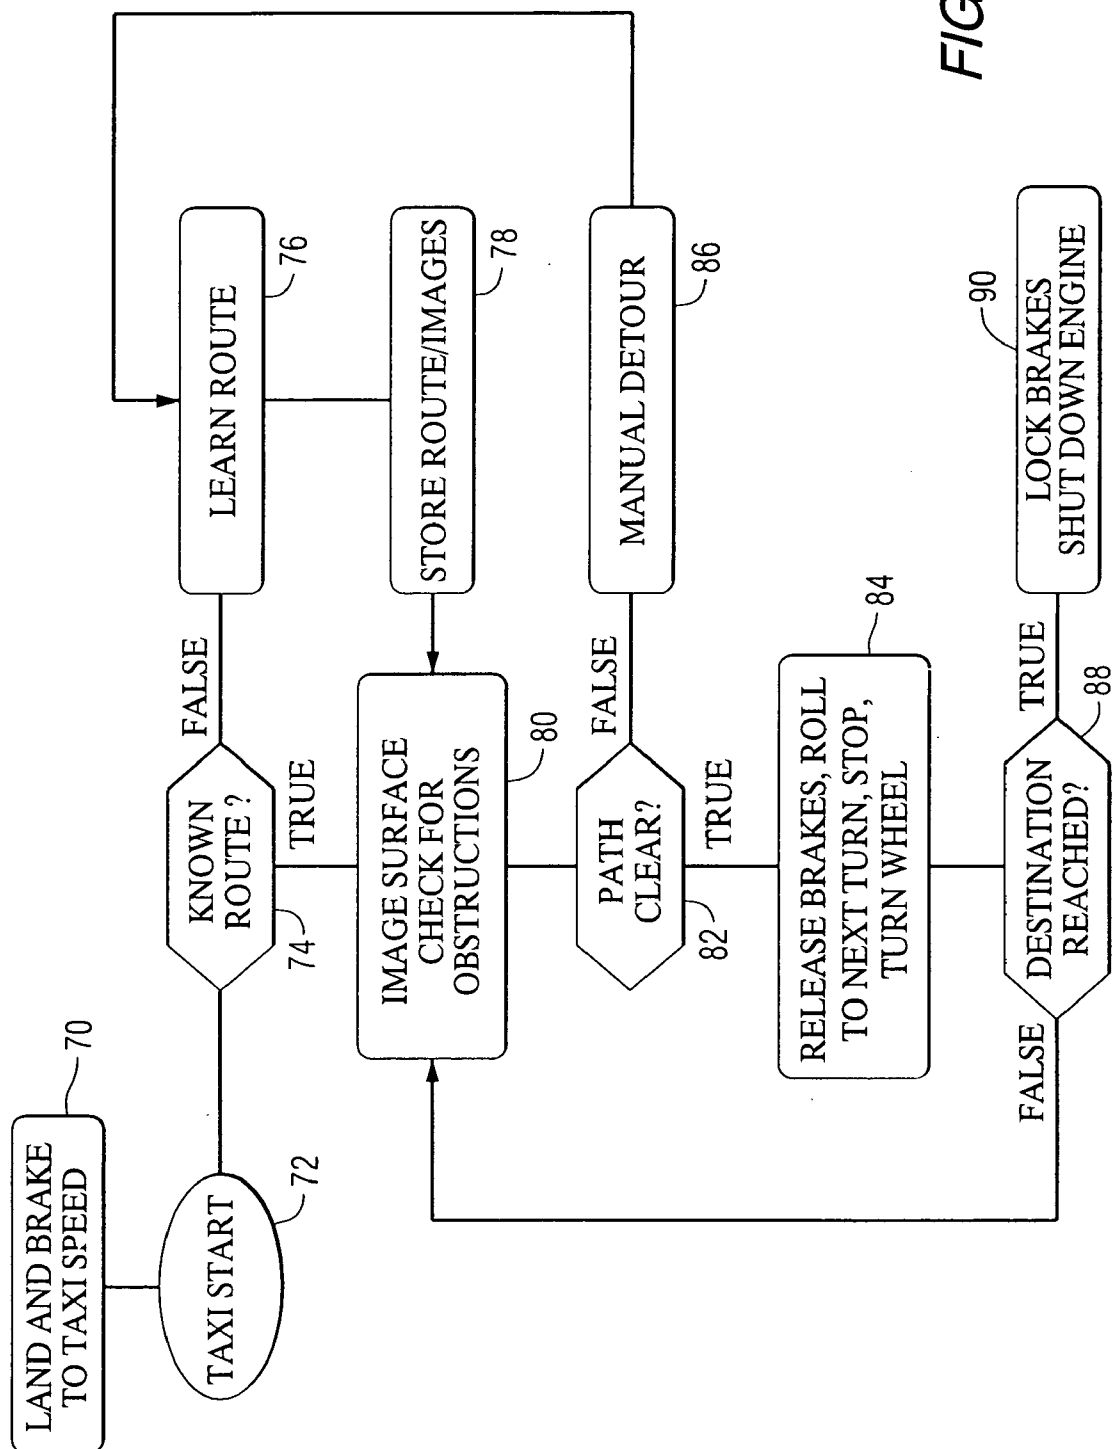 LAND AND BRAKE
TO TAXI SPEED
70
TAXI START
72
KNOWN
ROUTE?
74
FALSE
TRUE
LEARN ROUTE
76
STORE ROUTE/IMAGES
78
IMAGE SURFACE
CHECK FOR
OBSTRUCTIONS
80
PATH
CLEAR?
82
FALSE
TRUE
MANUAL DETOUR
86
RELEASE BRAKES, ROLL
TO NEXT TURN, STOP,
TURN WHEEL
84
DESTINATION
REACHED?
88
FALSE
TRUE
LOCK BRAKES
SHUT DOWN ENGINE
90
FIG